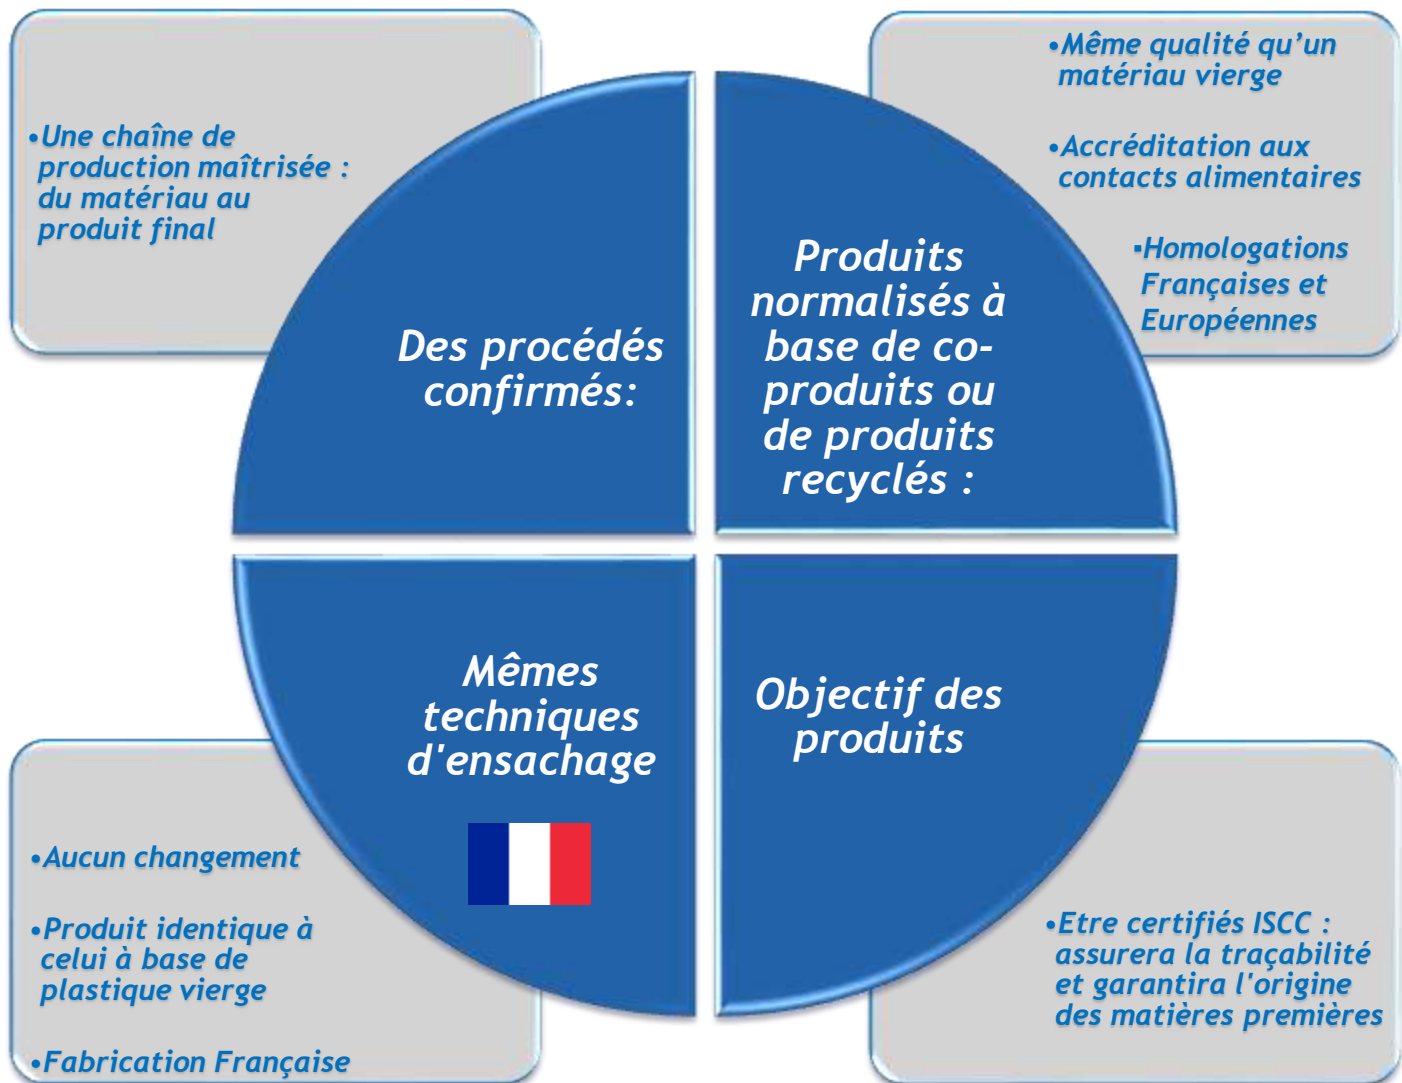 •Une chaîne de
production maîtrisée :
du matériau au
produit final
Des procédés
confirmés:
•Même qualité qu’un
matériau vierge
•Accréditation aux
contacts alimentaires
▪Homologations
Françaises et
Européennes
Produits
normalisés à
base de co-
produits ou
de produits
recyclés :
Mêmes
techniques
d'ensachage
•Aucun changement
•Produit identique à
celui à base de
plastique vierge
•Fabrication Française
Objectif des
produits
•Etre certifiés ISCC :
assurera la traçabilité
et garantira l'origine
des matières premières